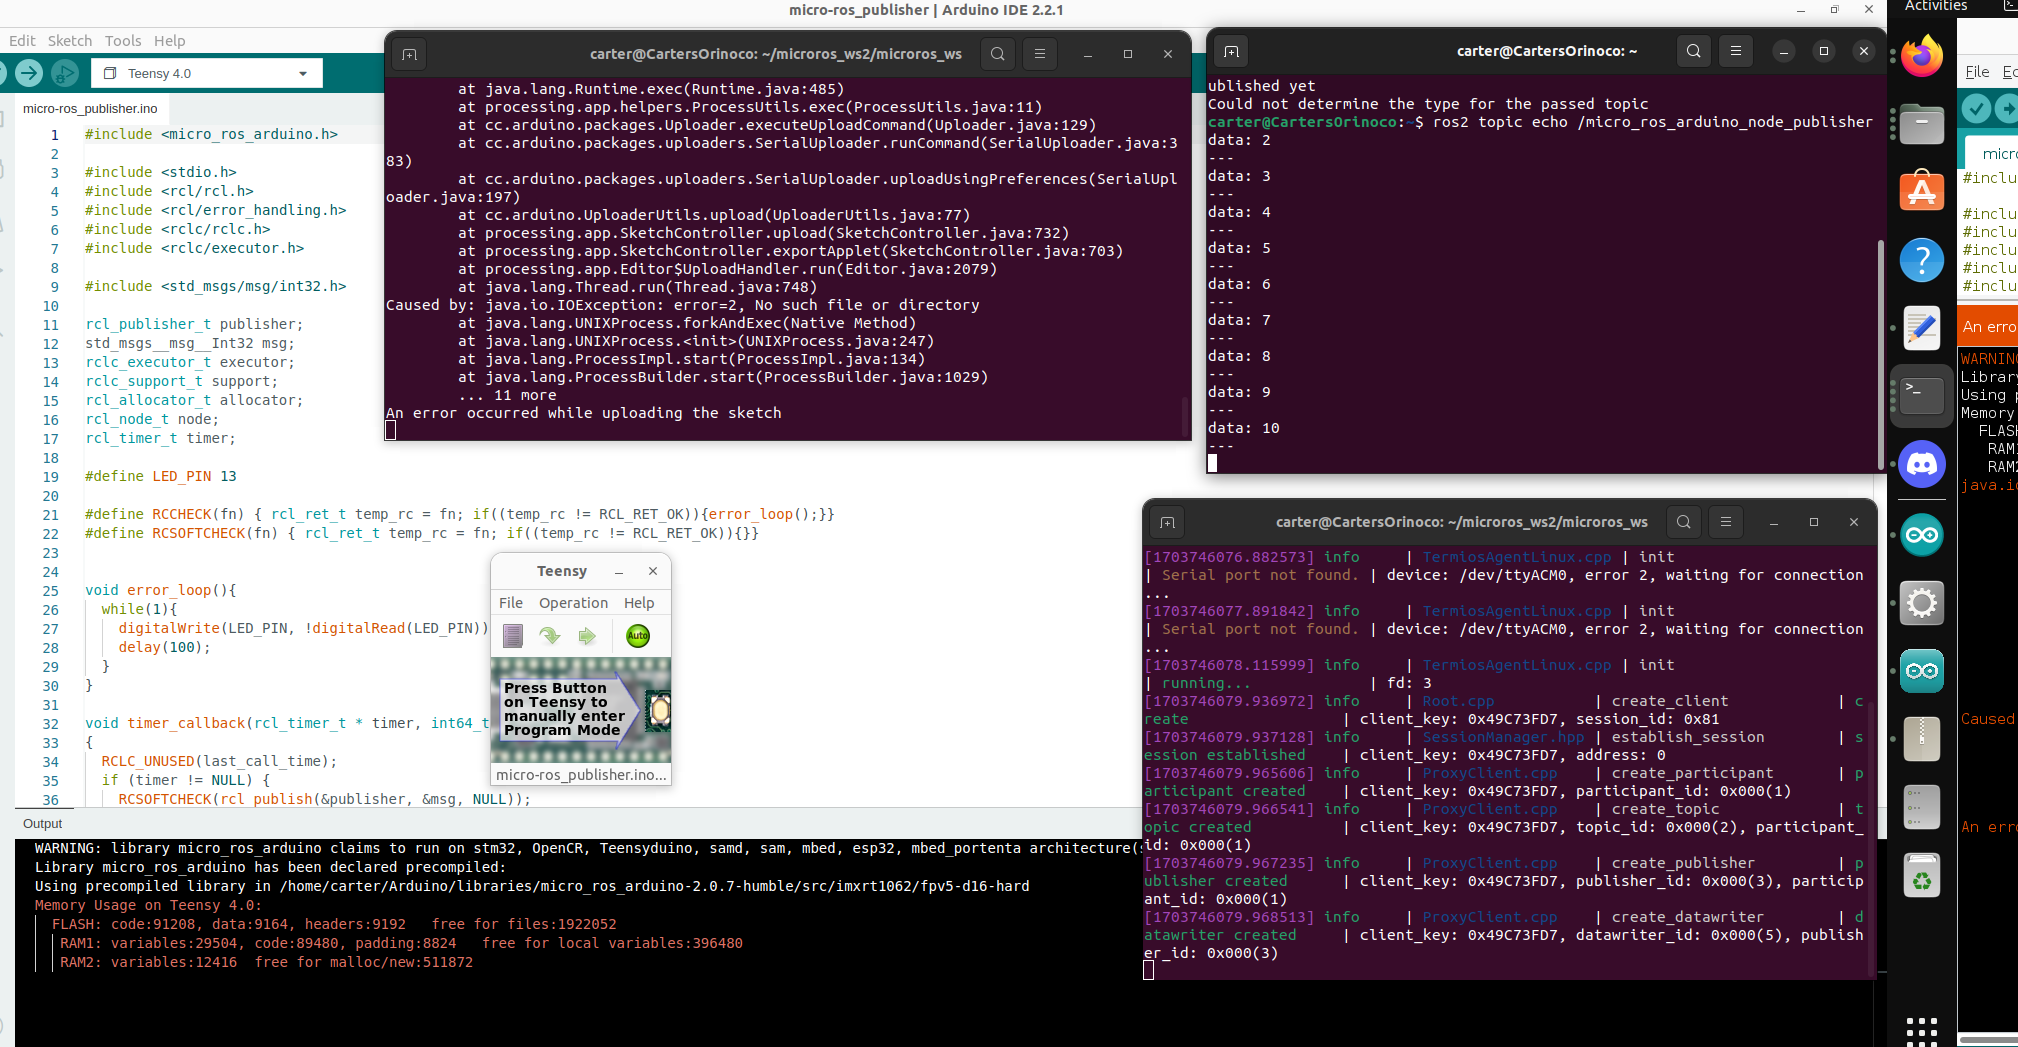 micro-ros_publisher | Arduino IDE 2.2.1
Edit Sketch Tools Help
Teensy 4.0
micro-ros_publisher.ino
1 #include <micro_ros_arduino.h>
2
3 #include <stdio.h>
4 #include <rcl/rcl.h>
5 #include <rcl/error_handling.h>
6 #include <rclc/rclc.h>
7 #include <rclc/executor.h>
8
9 #include <std_msgs/msg/int32.h>
10
11 rcl_publisher_t publisher;
12 std_msgs__msg__Int32 msg;
13 rclc_executor_t executor;
14 rclc_support_t support;
15 rcl_allocator_t allocator;
16 rcl_node_t node;
17 rcl_timer_t timer;
18
19 #define LED_PIN 13
20
21 #define RCCHECK(fn) { rcl_ret_t temp_rc = fn; if((temp_rc != RCL_RET_OK)){error_loop();}}
22 #define RCSOFTCHECK(fn) { rcl_ret_t temp_rc = fn; if((temp_rc != RCL_RET_OK)){}}
23
24
25 void error_loop(){
26 while(1){
27 digitalWrite(LED_PIN, !digitalRead(LED_PIN))
28 delay(100);
29 }
30 }
31
32 void timer_callback(rcl_timer_t * timer, int64_t
33 {
34 RCLC_UNUSED(last_call_time);
35 if (timer != NULL) {
36 RCSOFTCHECK(rcl_publish(&publisher, &msg, NULL));
Output
WARNING: library micro_ros_arduino claims to run on stm32, OpenCR, Teensyduino, samd, sam, mbed, esp32, mbed_portenta architecture(s
Library micro_ros_arduino has been declared precompiled:
Using precompiled library in /home/carter/Arduino/libraries/micro_ros_arduino-2.0.7-humble/src/imxrt1062/fpv5-d16-hard
Memory Usage on Teensy 4.0:
FLASH: code:91208, data:9164, headers:9192 free for files:1922052
RAM1: variables:29504, code:89480, padding:8824 free for local variables:396480
RAM2: variables:12416 free for malloc/new:511872
carter@CartersOrinoco: ~/microros_ws2/microros_ws
at java.lang.Runtime.exec(Runtime.java:485)
at processing.app.helpers.ProcessUtils.exec(ProcessUtils.java:11)
at cc.arduino.packages.Uploader.executeUploadCommand(Uploader.java:129)
at cc.arduino.packages.uploaders.SerialUploader.runCommand(SerialUploader.java:3
83)
at cc.arduino.packages.uploaders.SerialUploader.uploadUsingPreferences(SerialUpl
oader.java:197)
at cc.arduino.UploaderUtils.upload(UploaderUtils.java:77)
at processing.app.SketchController.upload(SketchController.java:732)
at processing.app.SketchController.exportApplet(SketchController.java:703)
at processing.app.Editor$UploadHandler.run(Editor.java:2079)
at java.lang.Thread.run(Thread.java:748)
Caused by: java.io.IOException: error=2, No such file or directory
at java.lang.UNIXProcess.forkAndExec(Native Method)
at java.lang.UNIXProcess.<init>(UNIXProcess.java:247)
at java.lang.ProcessImpl.start(ProcessImpl.java:134)
at java.lang.ProcessBuilder.start(ProcessBuilder.java:1029)
... 11 more
An error occurred while uploading the sketch
Teensy
File Operation Help
Auto
Press Button
on Teensy to
manually enter
Program Mode
micro-ros_publisher.ino...
carter@CartersOrinoco: ~
ublished yet
Could not determine the type for the passed topic
carter@CartersOrinoco:~$ ros2 topic echo /micro_ros_arduino_node_publisher
data: 2
---
data: 3
---
data: 4
---
data: 5
---
data: 6
---
data: 7
---
data: 8
---
data: 9
---
data: 10
---
carter@CartersOrinoco: ~/microros_ws2/microros_ws
[1703746076.882573] info | TermiosAgentLinux.cpp | init
| Serial port not found. | device: /dev/ttyACM0, error 2, waiting for connection
...
[1703746077.891842] info | TermiosAgentLinux.cpp | init
| Serial port not found. | device: /dev/ttyACM0, error 2, waiting for connection
...
[1703746078.115999] info | TermiosAgentLinux.cpp | init
| running... | fd: 3
[1703746079.936972] info | Root.cpp | create_client | c
reate | client_key: 0x49C73FD7, session_id: 0x81
[1703746079.937128] info | SessionManager.hpp | establish_session | s
ession established | client_key: 0x49C73FD7, address: 0
[1703746079.965606] info | ProxyClient.cpp | create_participant | p
articipant created | client_key: 0x49C73FD7, participant_id: 0x000(1)
[1703746079.966541] info | ProxyClient.cpp | create_topic | t
opic created | client_key: 0x49C73FD7, topic_id: 0x000(2), participant_
id: 0x000(1)
[1703746079.967235] info | ProxyClient.cpp | create_publisher | p
ublisher created | client_key: 0x49C73FD7, publisher_id: 0x000(3), particip
ant_id: 0x000(1)
[1703746079.968513] info | ProxyClient.cpp | create_datawriter | d
atawriter created | client_key: 0x49C73FD7, datawriter_id: 0x000(5), publish
er_id: 0x000(3)
Activities
File Ed
micr
#inclu
#inclu
#inclu
#inclu
#inclu
#inclu
An erro
WARNING
Library
Using p
Memory
FLASH
RAM1
RAM2
java.io
Caused
An erro